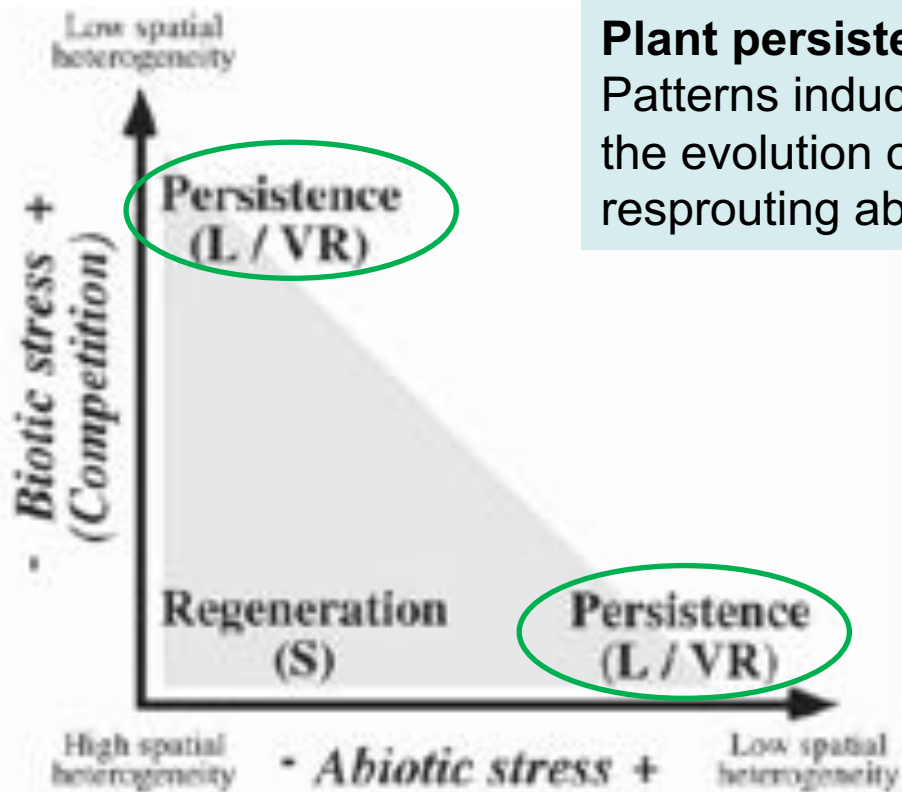 Low spatial
heterogeneity
Plant persiste
Patterns induc
the evolution o
resprouting ab
Persistence
(L / VR)
- Biotic stress +
(Competition)
Regeneration
(S)
Persistence
(L / VR)
High spatial
heterogeneity
- Abiotic stress +
Low spatial
heterogeneity